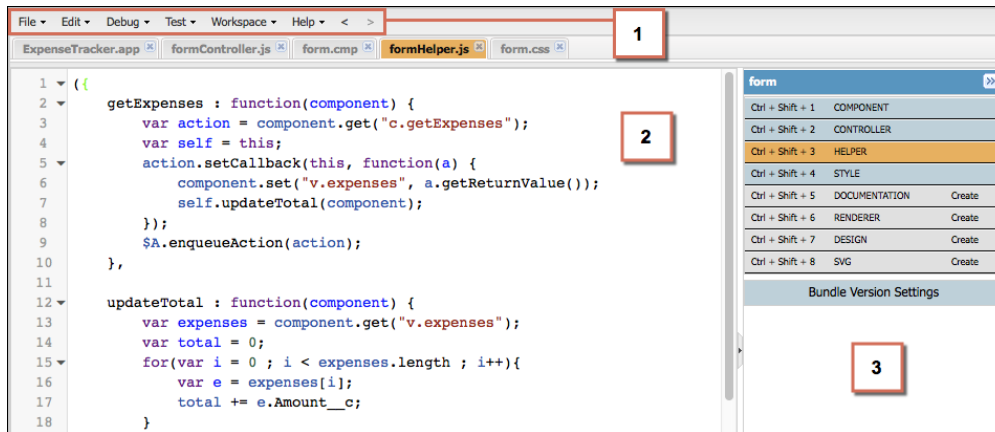 File Edit Debug Test Workspace Help < >
1
ExpenseTracker.app formController.js form.cmp formHelper.js form.css
1 ({
2 getExpenses : function(component) {
3 var action = component.get("c.getExpenses");
4 var self = this;
5 action.setCallback(this, function(a) {
6 component.set("v.expenses", a.getReturnValue());
7 self.updateTotal(component);
8 });
9 $A.enqueueAction(action);
10 },
11
12 updateTotal : function(component) {
13 var expenses = component.get("v.expenses");
14 var total = 0;
15 for(var i = 0 ; i < expenses.length ; i++){
16 var e = expenses[i];
17 total += e.Amount__c;
18 }
2
form
Ctrl + Shift + 1 COMPONENT
Ctrl + Shift + 2 CONTROLLER
Ctrl + Shift + 3 HELPER
Ctrl + Shift + 4 STYLE
Ctrl + Shift + 5 DOCUMENTATION Create
Ctrl + Shift + 6 RENDERER Create
Ctrl + Shift + 7 DESIGN Create
Ctrl + Shift + 8 SVG Create
Bundle Version Settings
3